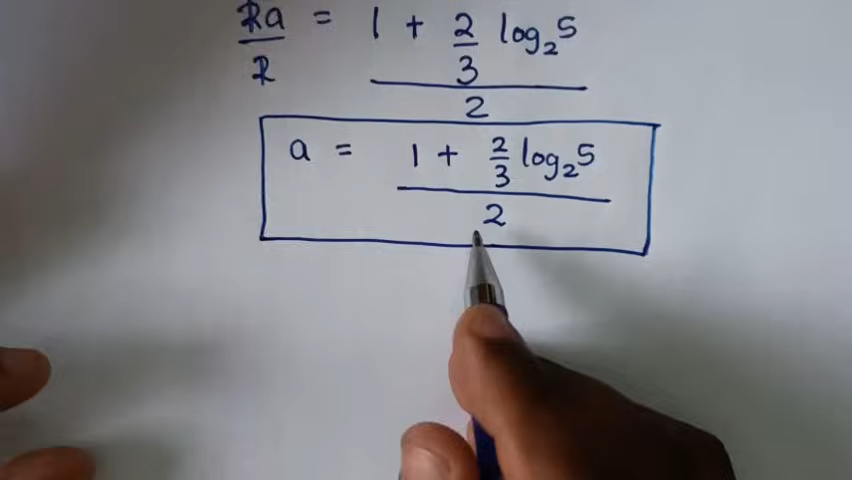 2a/2 = (1 + 2/3 log₂5)/2
a = (1 + 2/3 log₂5)/2